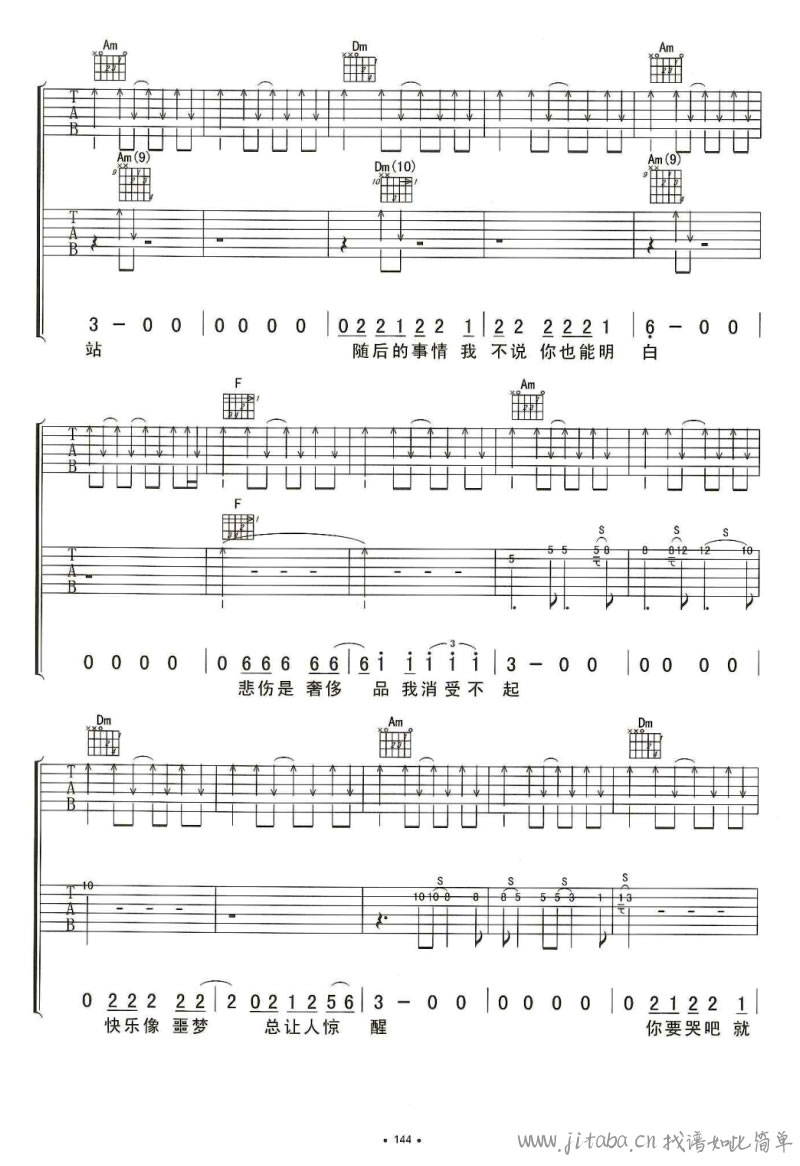 Am Dm Am
T A B
Am(9) Dm(10) Am(9)
T A B
3 – 0 0 | 0 0 0 0 | 0 2 2 1 2 2 1 | 2 2 2 2 2 1 | 6 – 0 0
站 随后的事情 我 不说 你也能明 白
F Am
T A B
F
5 5 5 5 8 S 8 8 12 S 12 10 S
T A B
0 0 0 0 | 0 6 6 6 6 6 | 6 i i i i i 3 | 3 – 0 0 | 0 0 0 0
悲伤是 奢侈 品 我消受不 起
Dm Am Dm
T A B
10 10 10 8 S 8 8 5 S 5 5 3 S 1 1 3 S
T A B
0 2 2 2 2 2 | 2 0 2 1 2 5 6 | 3 – 0 0 | 0 0 0 0 | 0 2 1 2 2 1
快乐像 噩梦 总让人惊 醒 你要哭吧 就
• 144 •
www.jitaba.cn 找谱如此简单